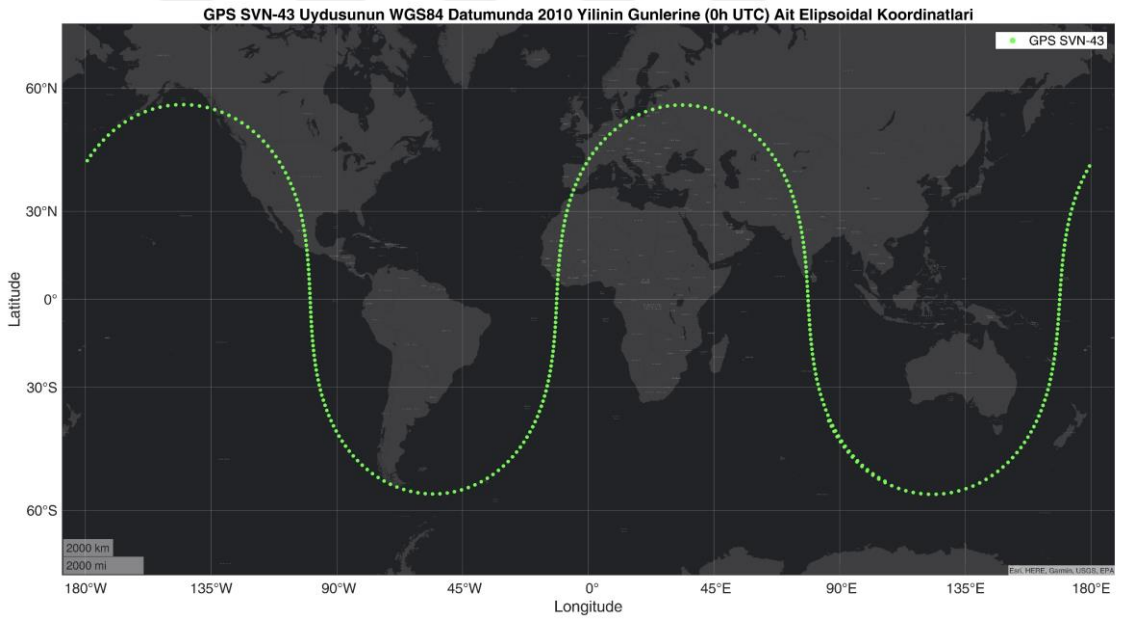 GPS SVN-43 Uydusunun WGS84 Datumunda 2010 Yilinin Gunlerine (0h UTC) Ait Elipsoidal Koordinatlari
GPS SVN-43
60°N
30°N
0°
30°S
60°S
Latitude
2000 km
2000 mi
Esri, HERE, Garmin, USGS, EPA
180°W
135°W
90°W
45°W
0°
45°E
90°E
135°E
180°E
Longitude